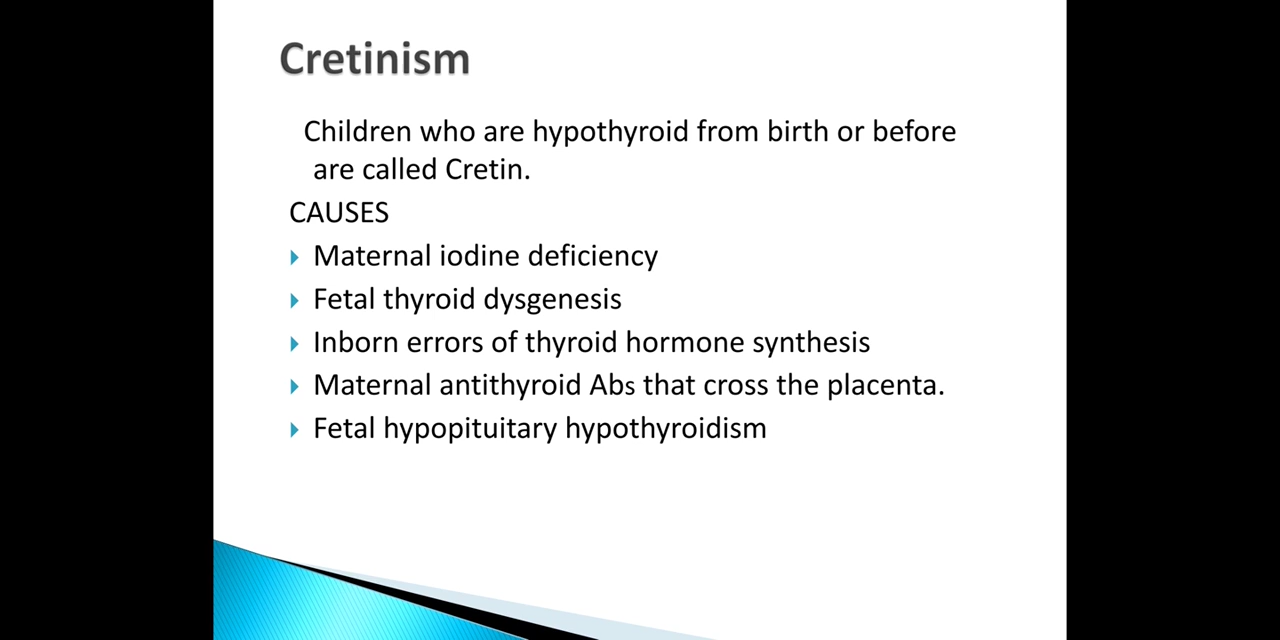 Cretinism
Children who are hypothyroid from birth or before
are called Cretin.
CAUSES
Maternal iodine deficiency
Fetal thyroid dysgenesis
Inborn errors of thyroid hormone synthesis
Maternal antithyroid Abs that cross the placenta.
Fetal hypopituitary hypothyroidism